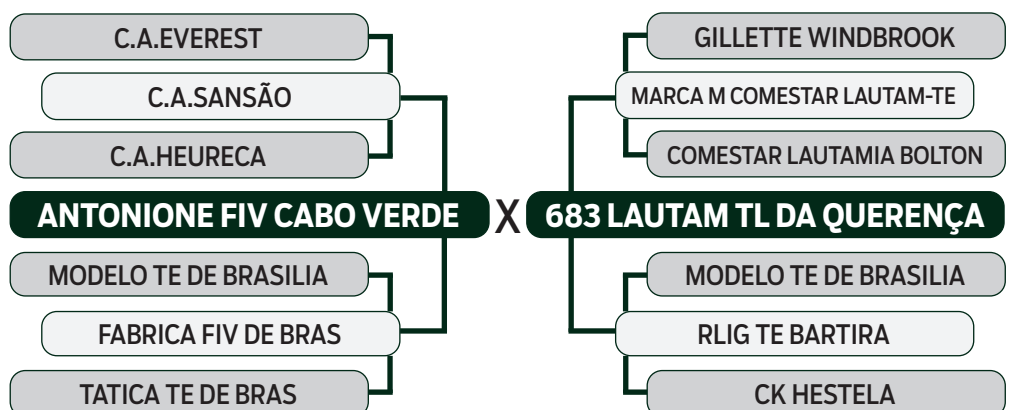 C.A.EVEREST
C.A.SANSÃO
C.A.HEURECA
ANTONIONE FIV CABO VERDE
MODELO TE DE BRASILIA
FABRICA FIV DE BRAS
TATICA TE DE BRAS
X
GILLETTE WINDBROOK
MARCA M COMESTAR LAUTAM-TE
COMESTAR LAUTAMIA BOLTON
683 LAUTAM TL DA QUERENÇA
MODELO TE DE BRASILIA
RLIG TE BARTIRA
CK HESTELA